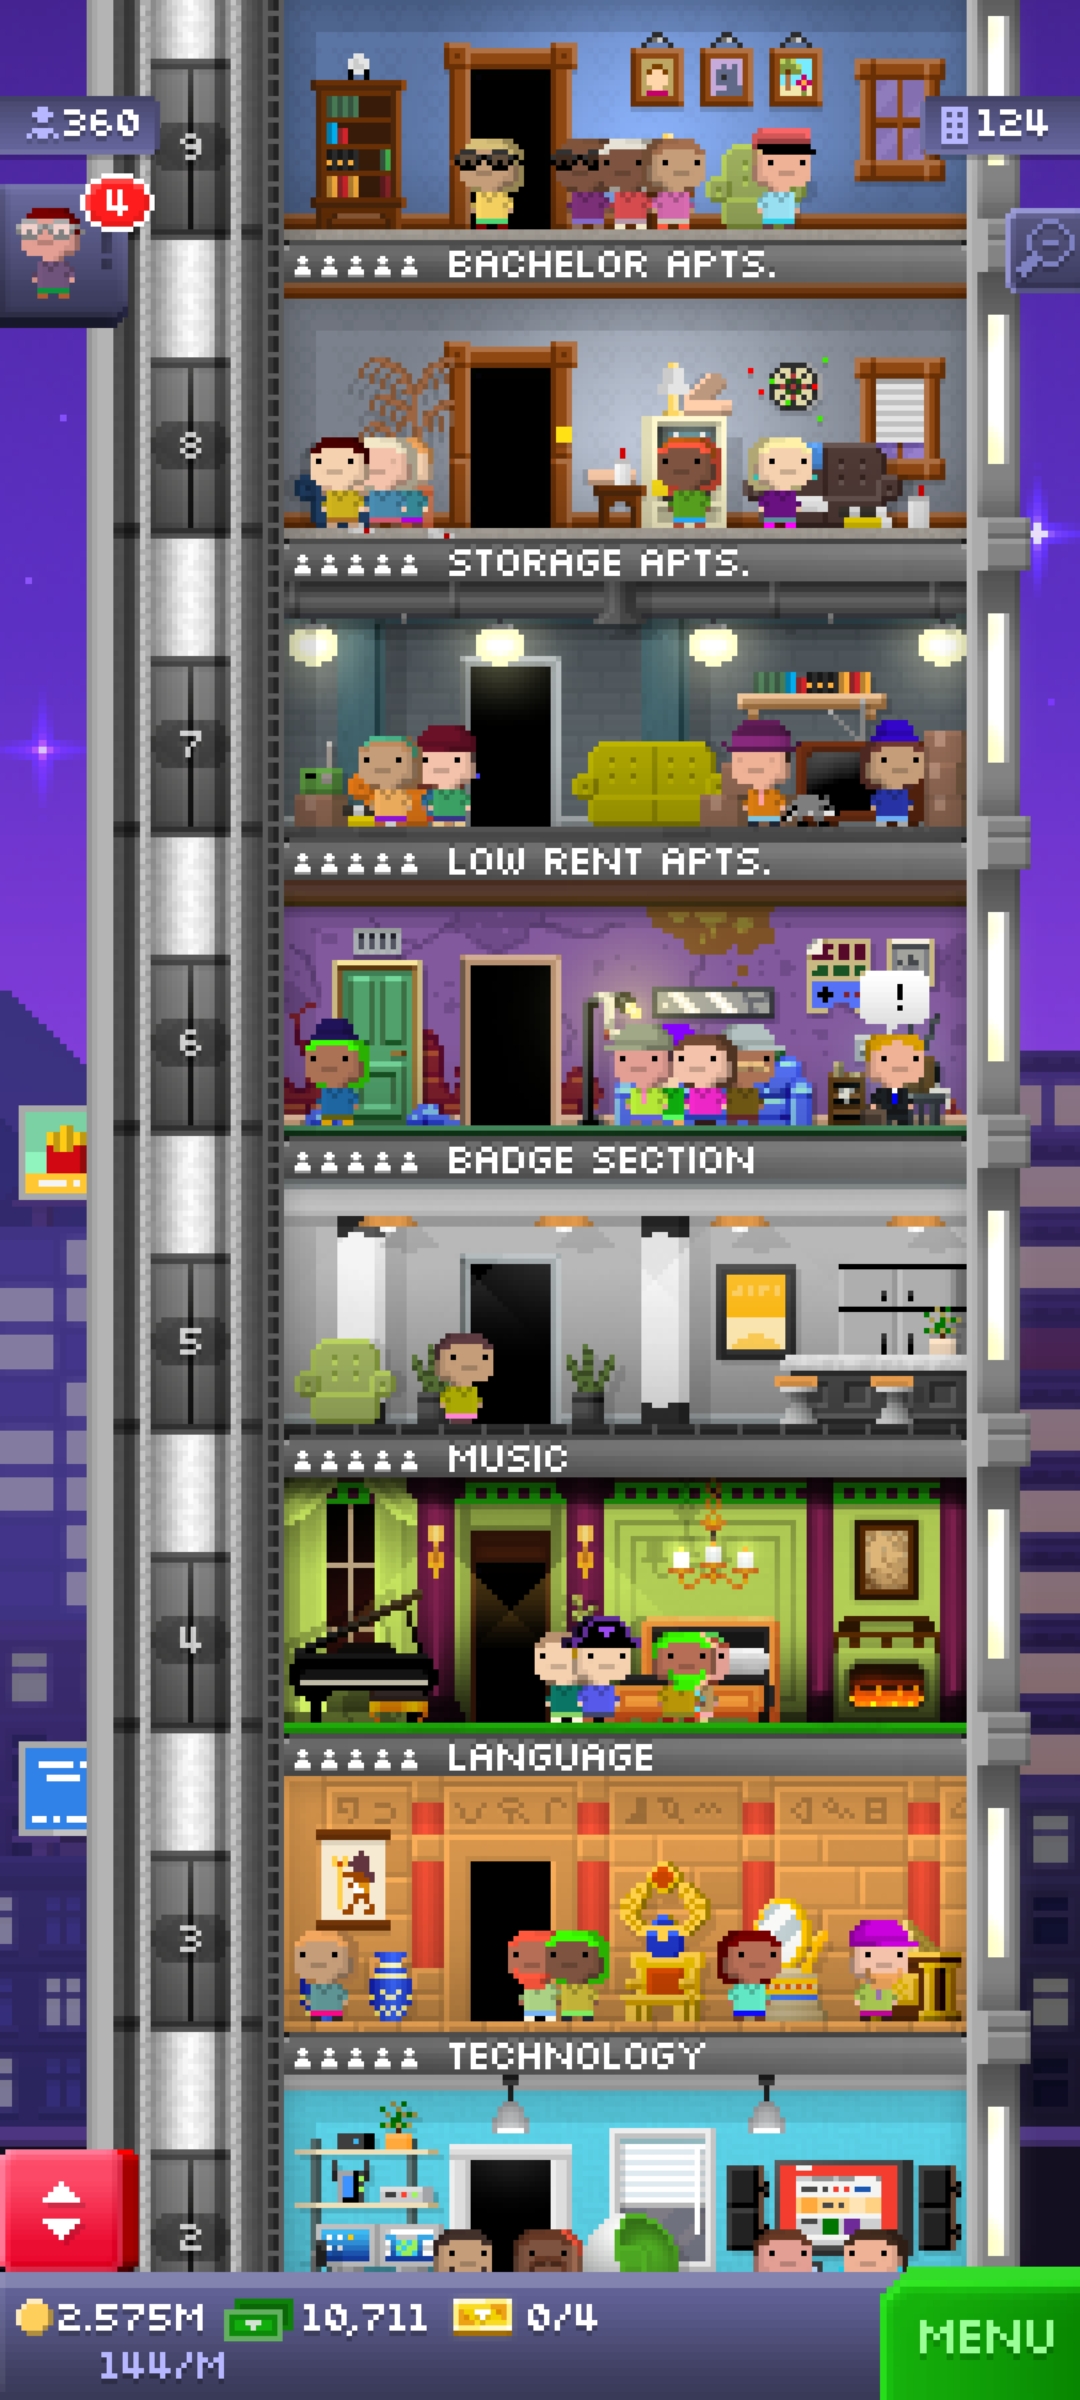 360
9
124
4
BACHELOR APTS.
8
STORAGE APTS.
7
LOW RENT APTS.
!
6
BADGE SECTION
5
MUSIC
4
LANGUAGE
3
TECHNOLOGY
2
2.575M 10,711 0/4
144/M
MENU